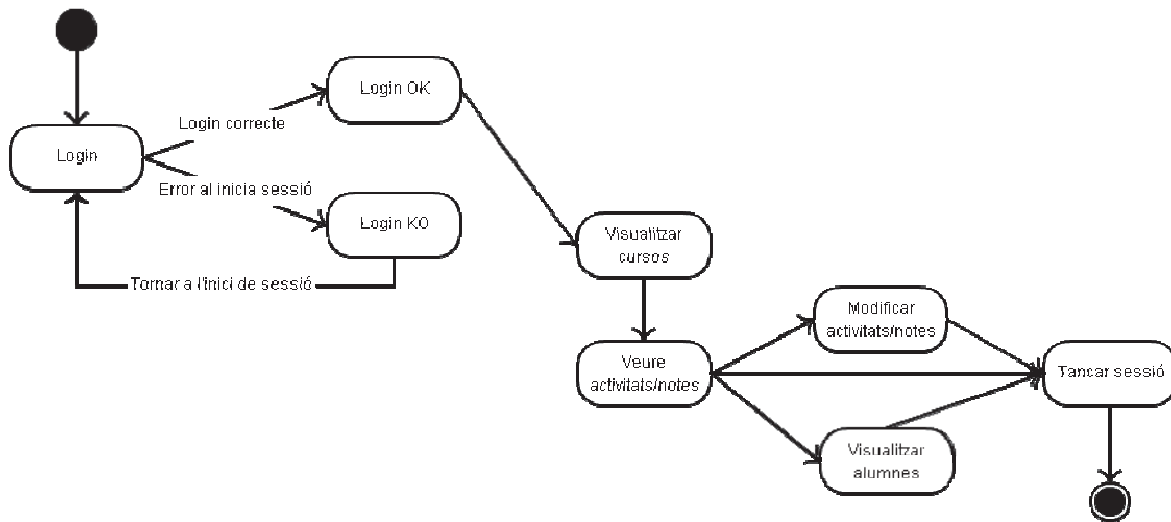 Login OK
Login correcte
Login
Error al inicia sessió
Login KO
Tornar a l'inici de sessió
Visualitzar
cursos
Modificar
activitats/notes
Veure
activitats/notes
Tancar sessió
Visualitzar
alumnes